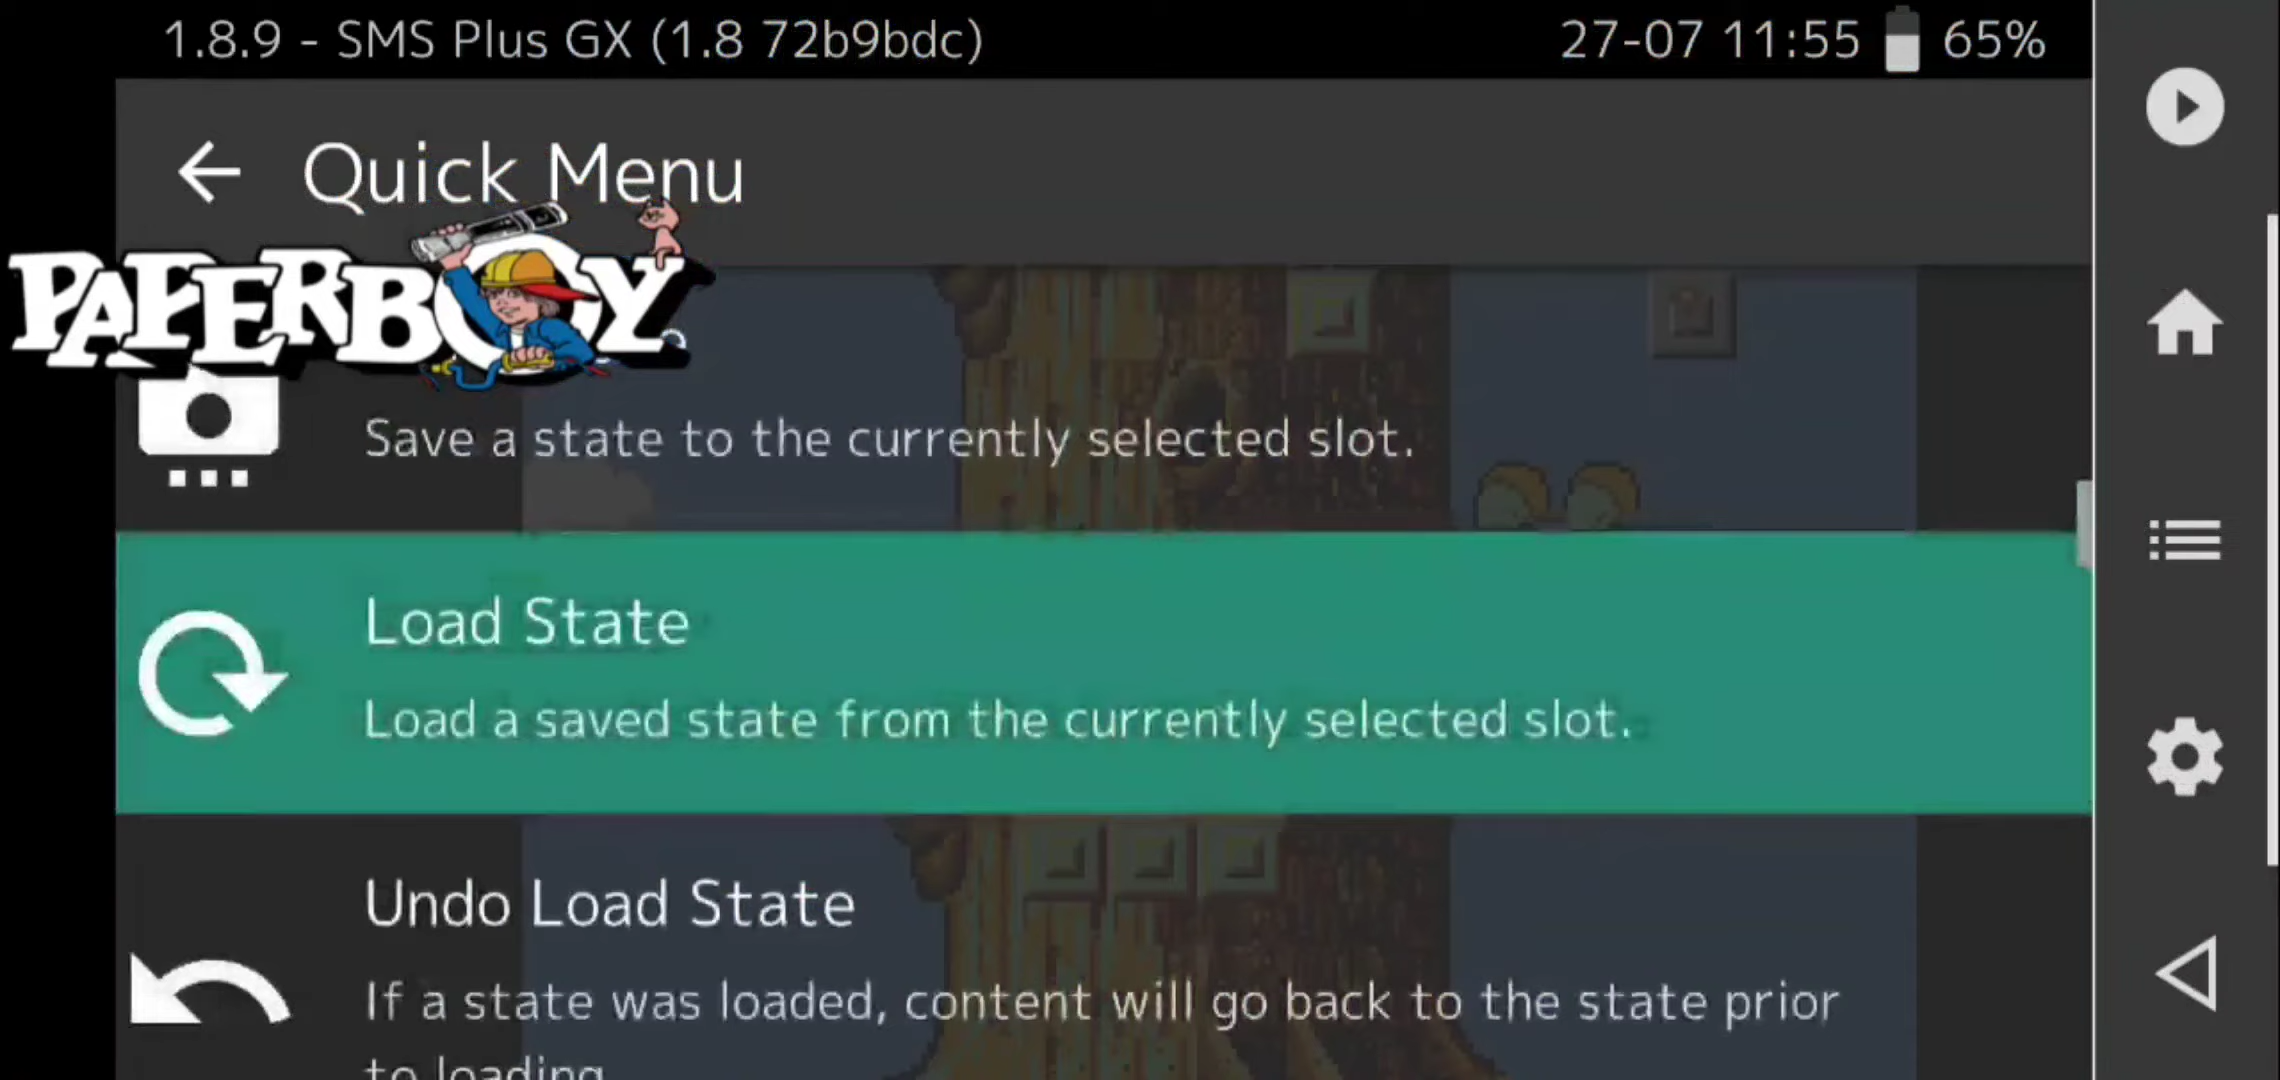 1.8.9 - SMS Plus GX (1.8 72b9bdc)
27-07 11:55 65%
Quick Menu
PAPERBOY
Save a state to the currently selected slot.
Load State
Load a saved state from the currently selected slot.
Undo Load State
If a state was loaded, content will go back to the state prior
to loading